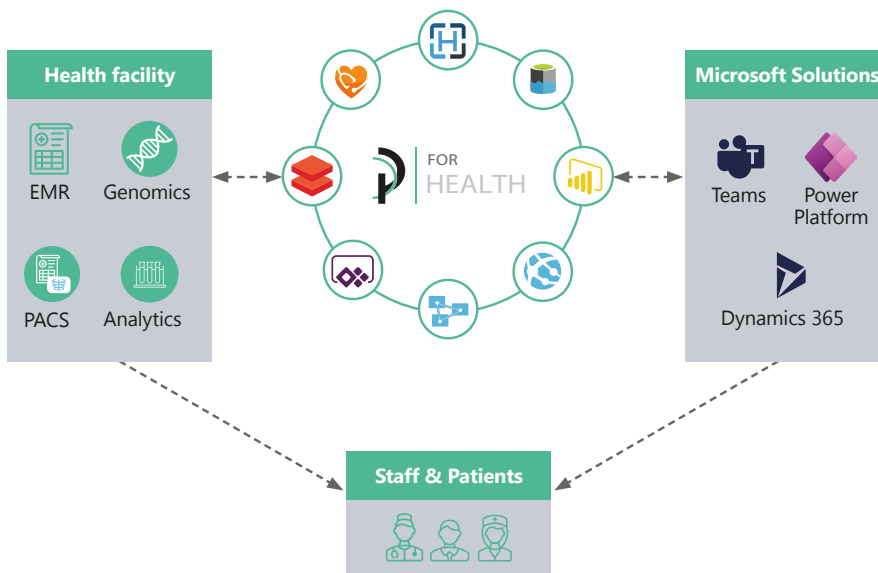 Health facility
EMR
Genomics
PACS
Analytics
FOR
HEALTH
Microsoft Solutions
Teams
Power
Platform
Dynamics 365
Staff & Patients